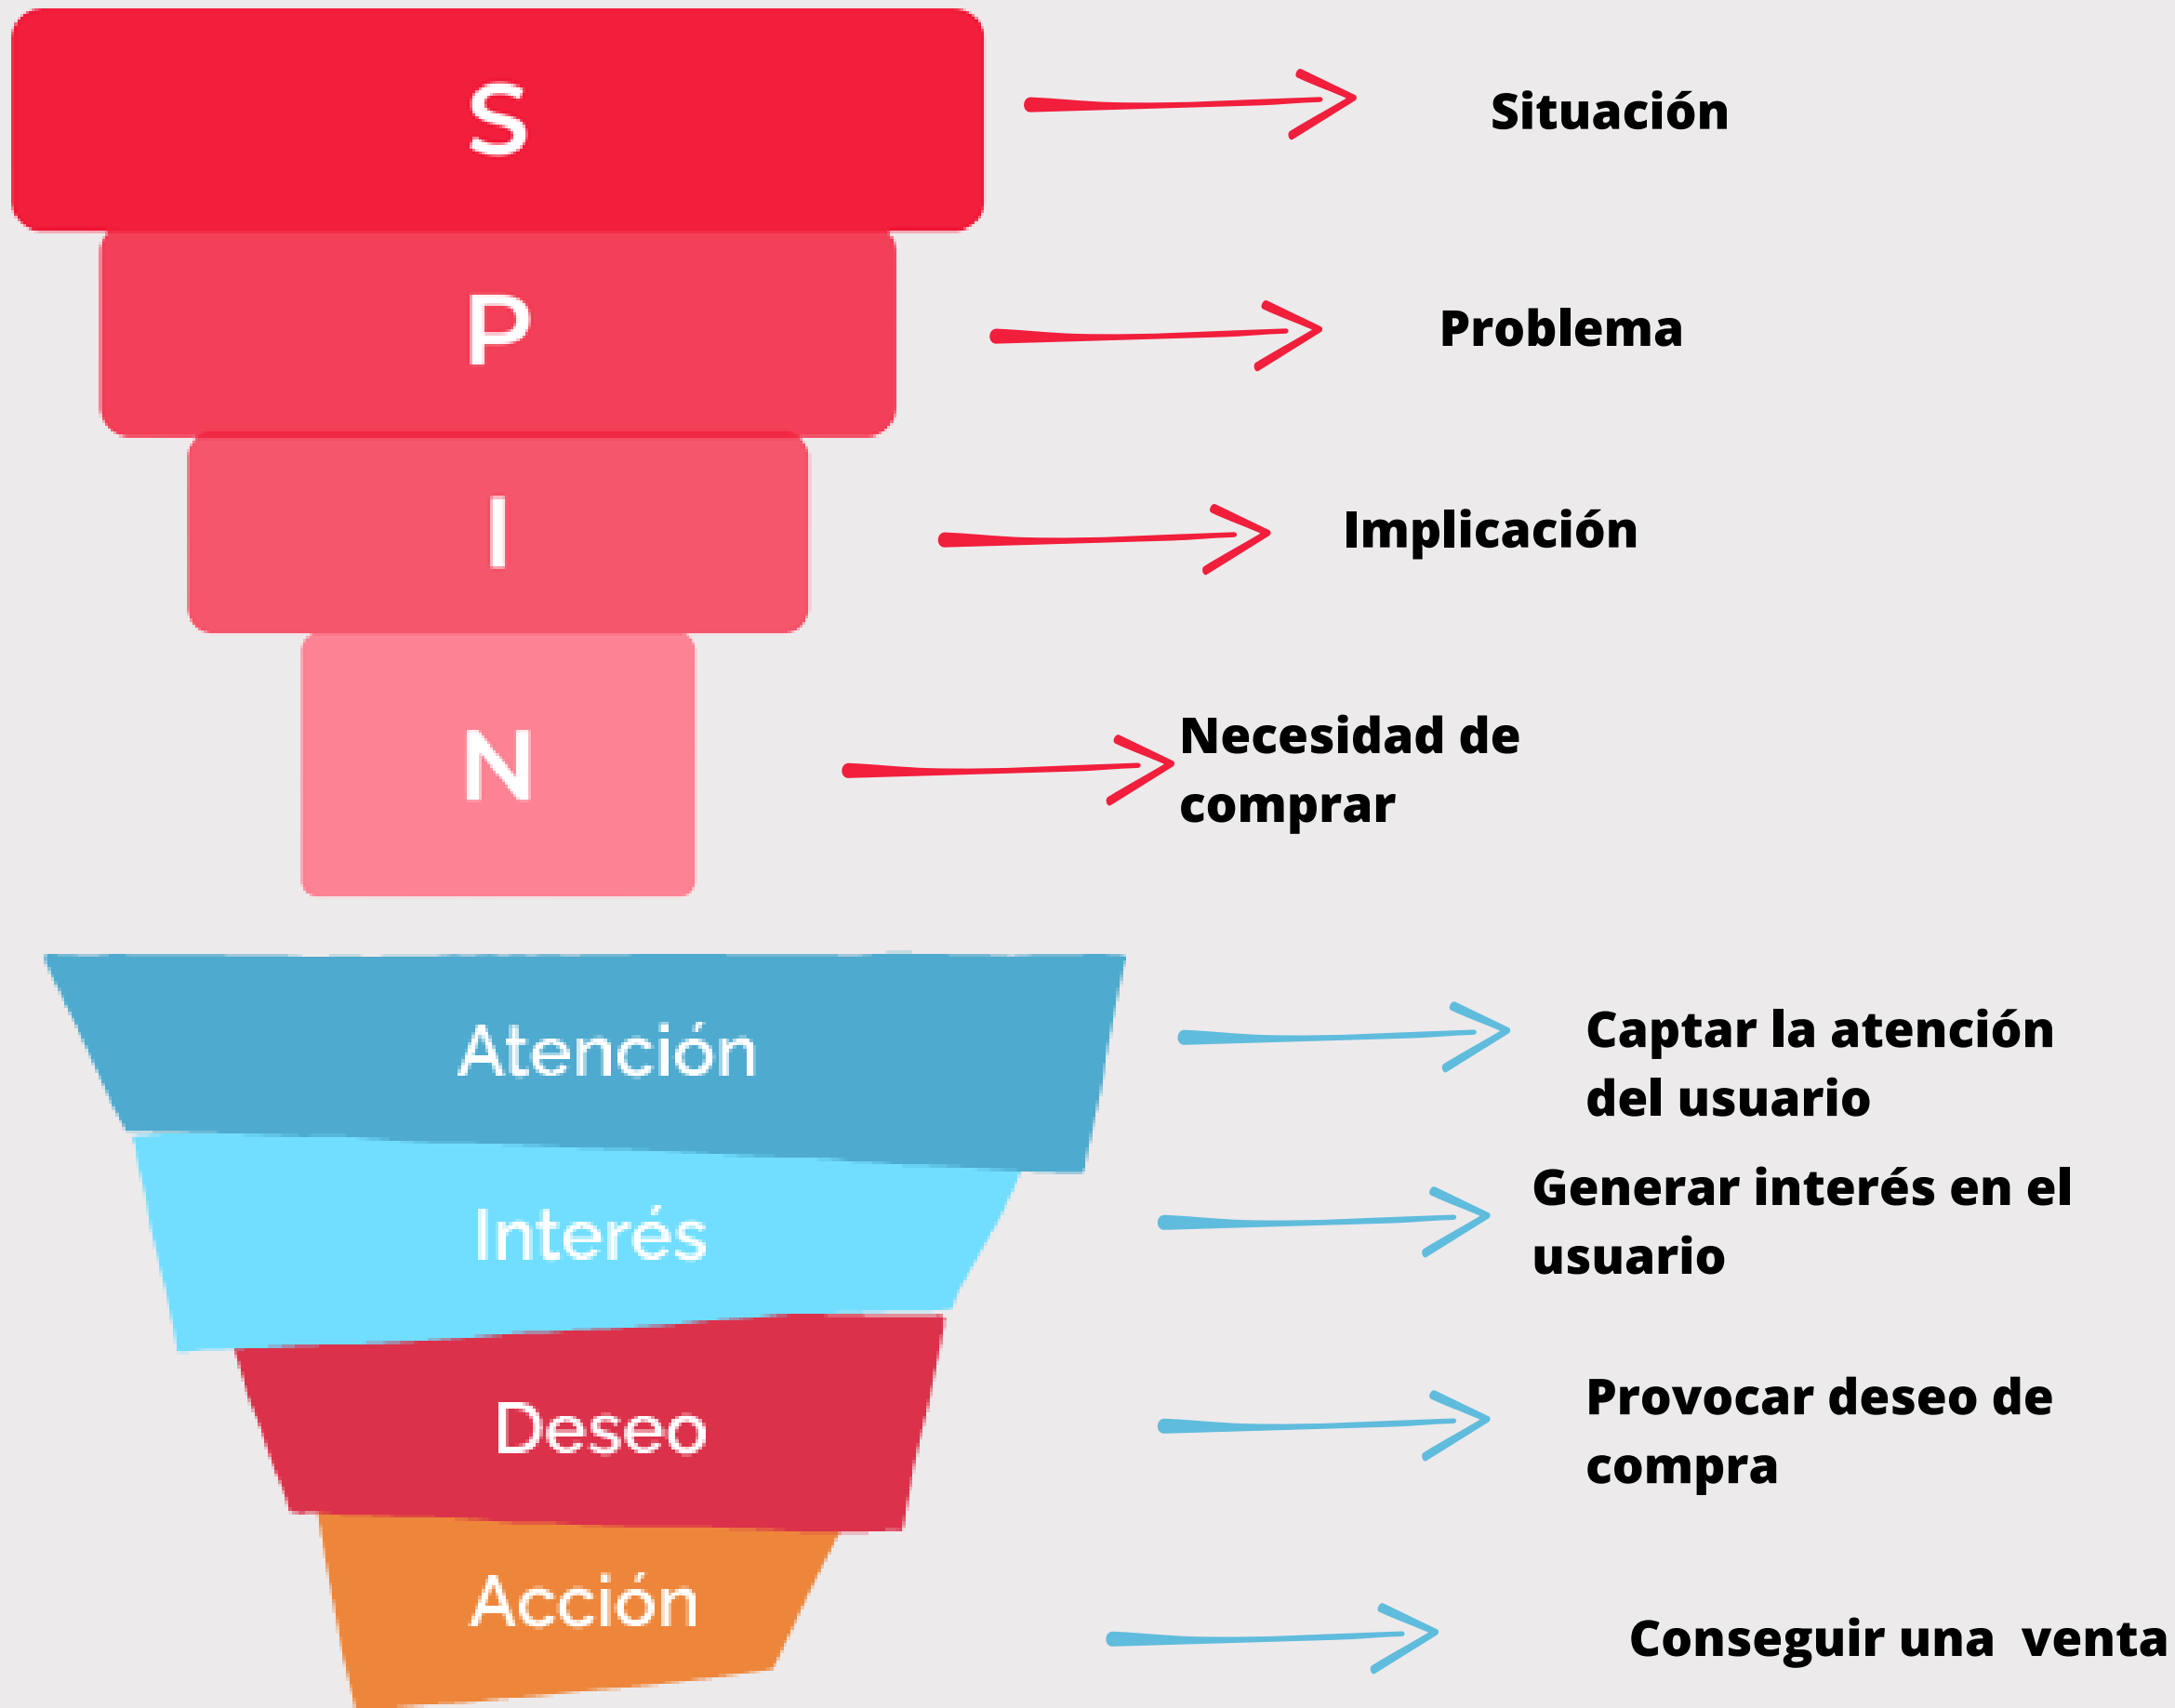 S
Situación
P
Problema
I
Implicación
N
Necesidad de
comprar
Atención
Captar la atención
del usuario
Interés
Generar interés en el
usuario
Deseo
Provocar deseo de
compra
Acción
Conseguir una  venta